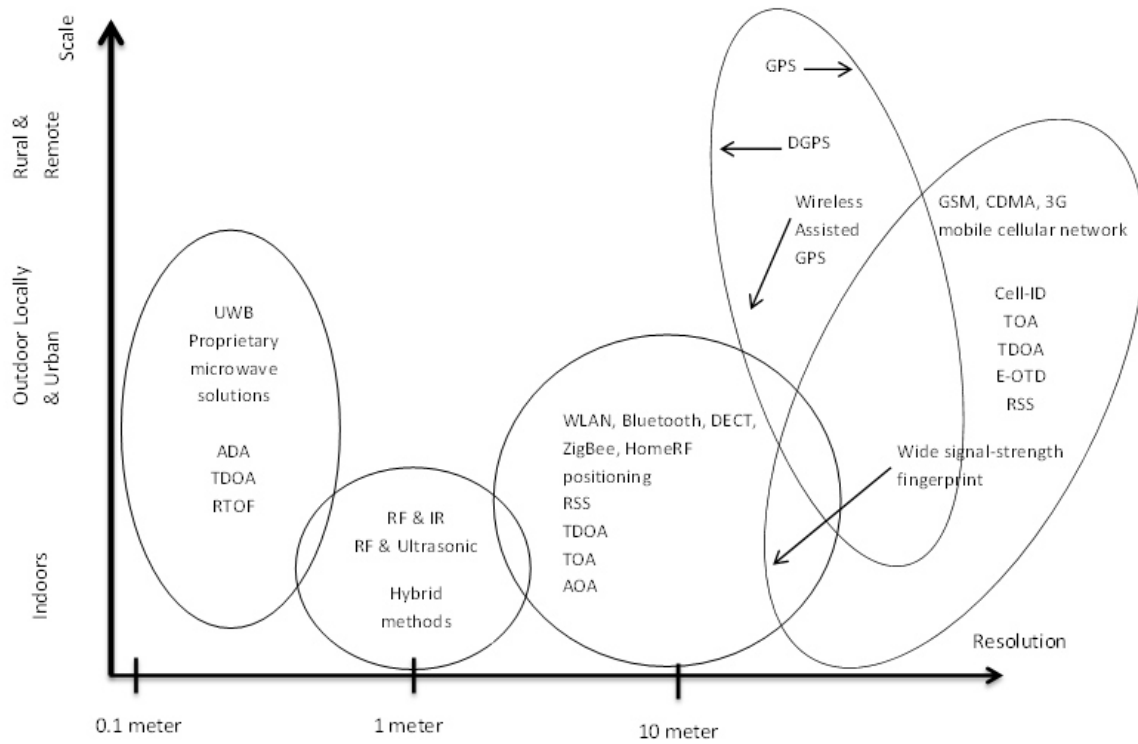 Scale
Rural &
Remote
Outdoor Locally
& Urban
Indoors
GPS
DGPS
Wireless
Assisted
GPS
GSM, CDMA, 3G
mobile cellular network
Cell-ID
TOA
TDOA
E-OTD
RSS
Wide signal-strength
fingerprint
UWB
Proprietary
microwave
solutions
ADA
TDOA
RTOF
RF & IR
RF & Ultrasonic
Hybrid
methods
WLAN, Bluetooth, DECT,
ZigBee, HomeRF
positioning
RSS
TDOA
TOA
AOA
Resolution
0.1 meter
1 meter
10 meter